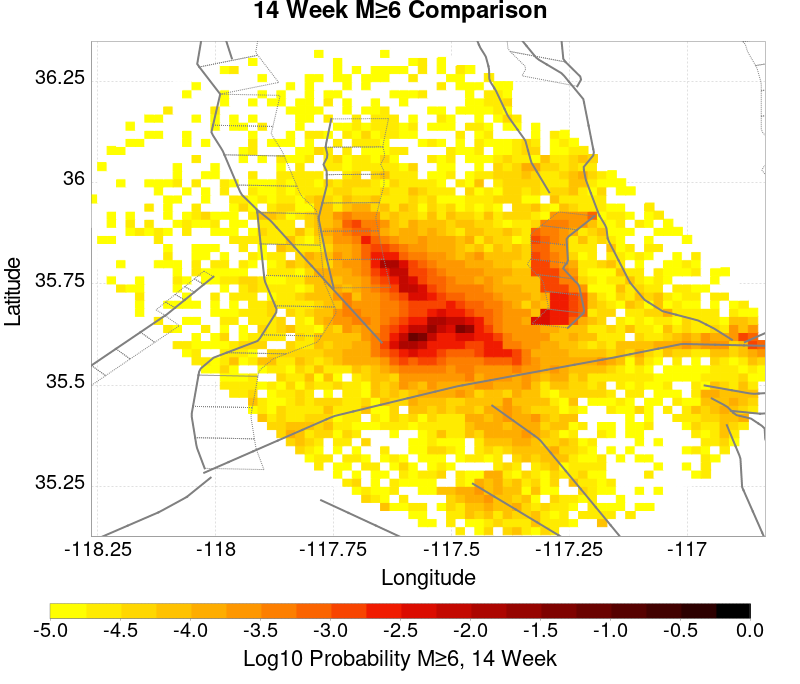 14 Week M≥6 Comparison
36.25
36
35.75
35.5
35.25
Latitude
-118.25 -118 -117.75 -117.5 -117.25 -117
Longitude
-5.0 -4.5 -4.0 -3.5 -3.0 -2.5 -2.0 -1.5 -1.0 -0.5 0.0
Log10 Probability M≥6, 14 Week